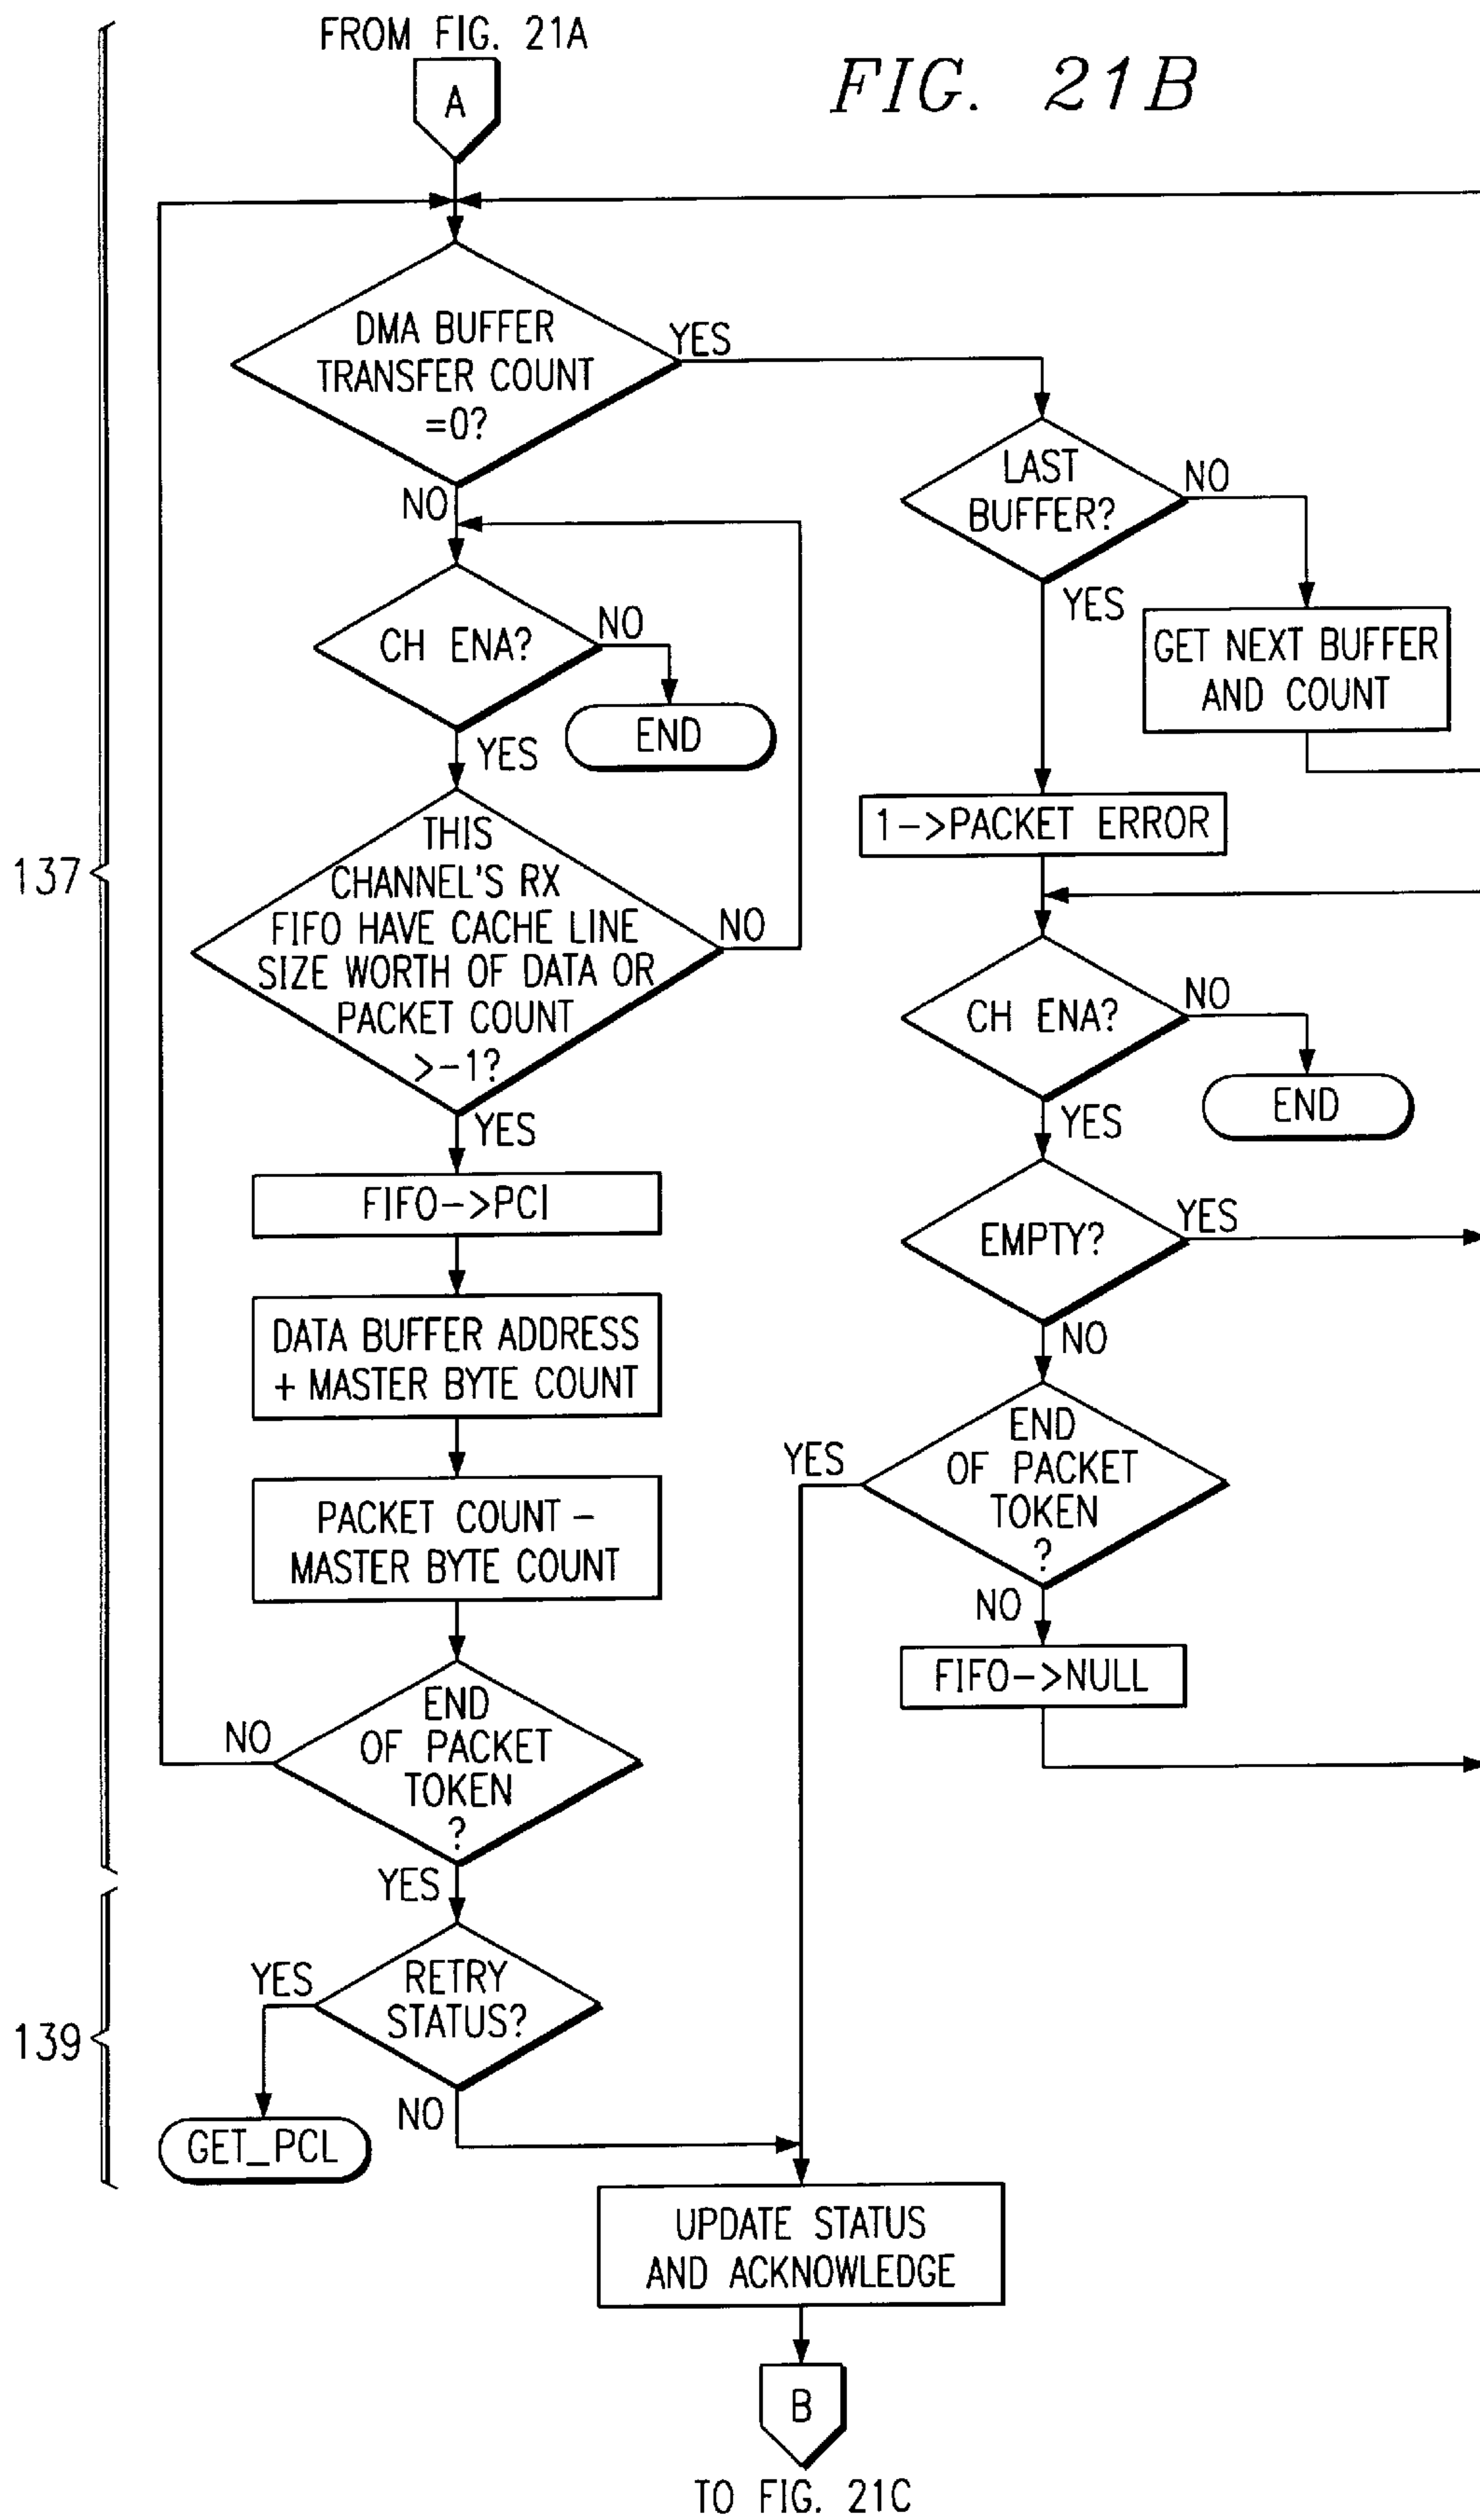 FROM FIG. 21A
FIG. 21B
A
DMA BUFFER
TRANSFER COUNT
=0?
YES
NO
LAST
BUFFER?
NO
YES
GET NEXT BUFFER
AND COUNT
CH ENA?
NO
END
YES
1->PACKET ERROR
137
THIS
CHANNEL'S RX
FIFO HAVE CACHE LINE
SIZE WORTH OF DATA OR
PACKET COUNT
>-1?
NO
YES
CH ENA?
NO
END
YES
FIFO->PCI
EMPTY?
YES
NO
DATA BUFFER ADDRESS
+ MASTER BYTE COUNT
END
OF PACKET
TOKEN
?
YES
NO
PACKET COUNT -
MASTER BYTE COUNT
FIFO->NULL
END
OF PACKET
TOKEN
?
NO
YES
139
RETRY
STATUS?
YES
NO
GET_PCL
UPDATE STATUS
AND ACKNOWLEDGE
B
TO FIG. 21C